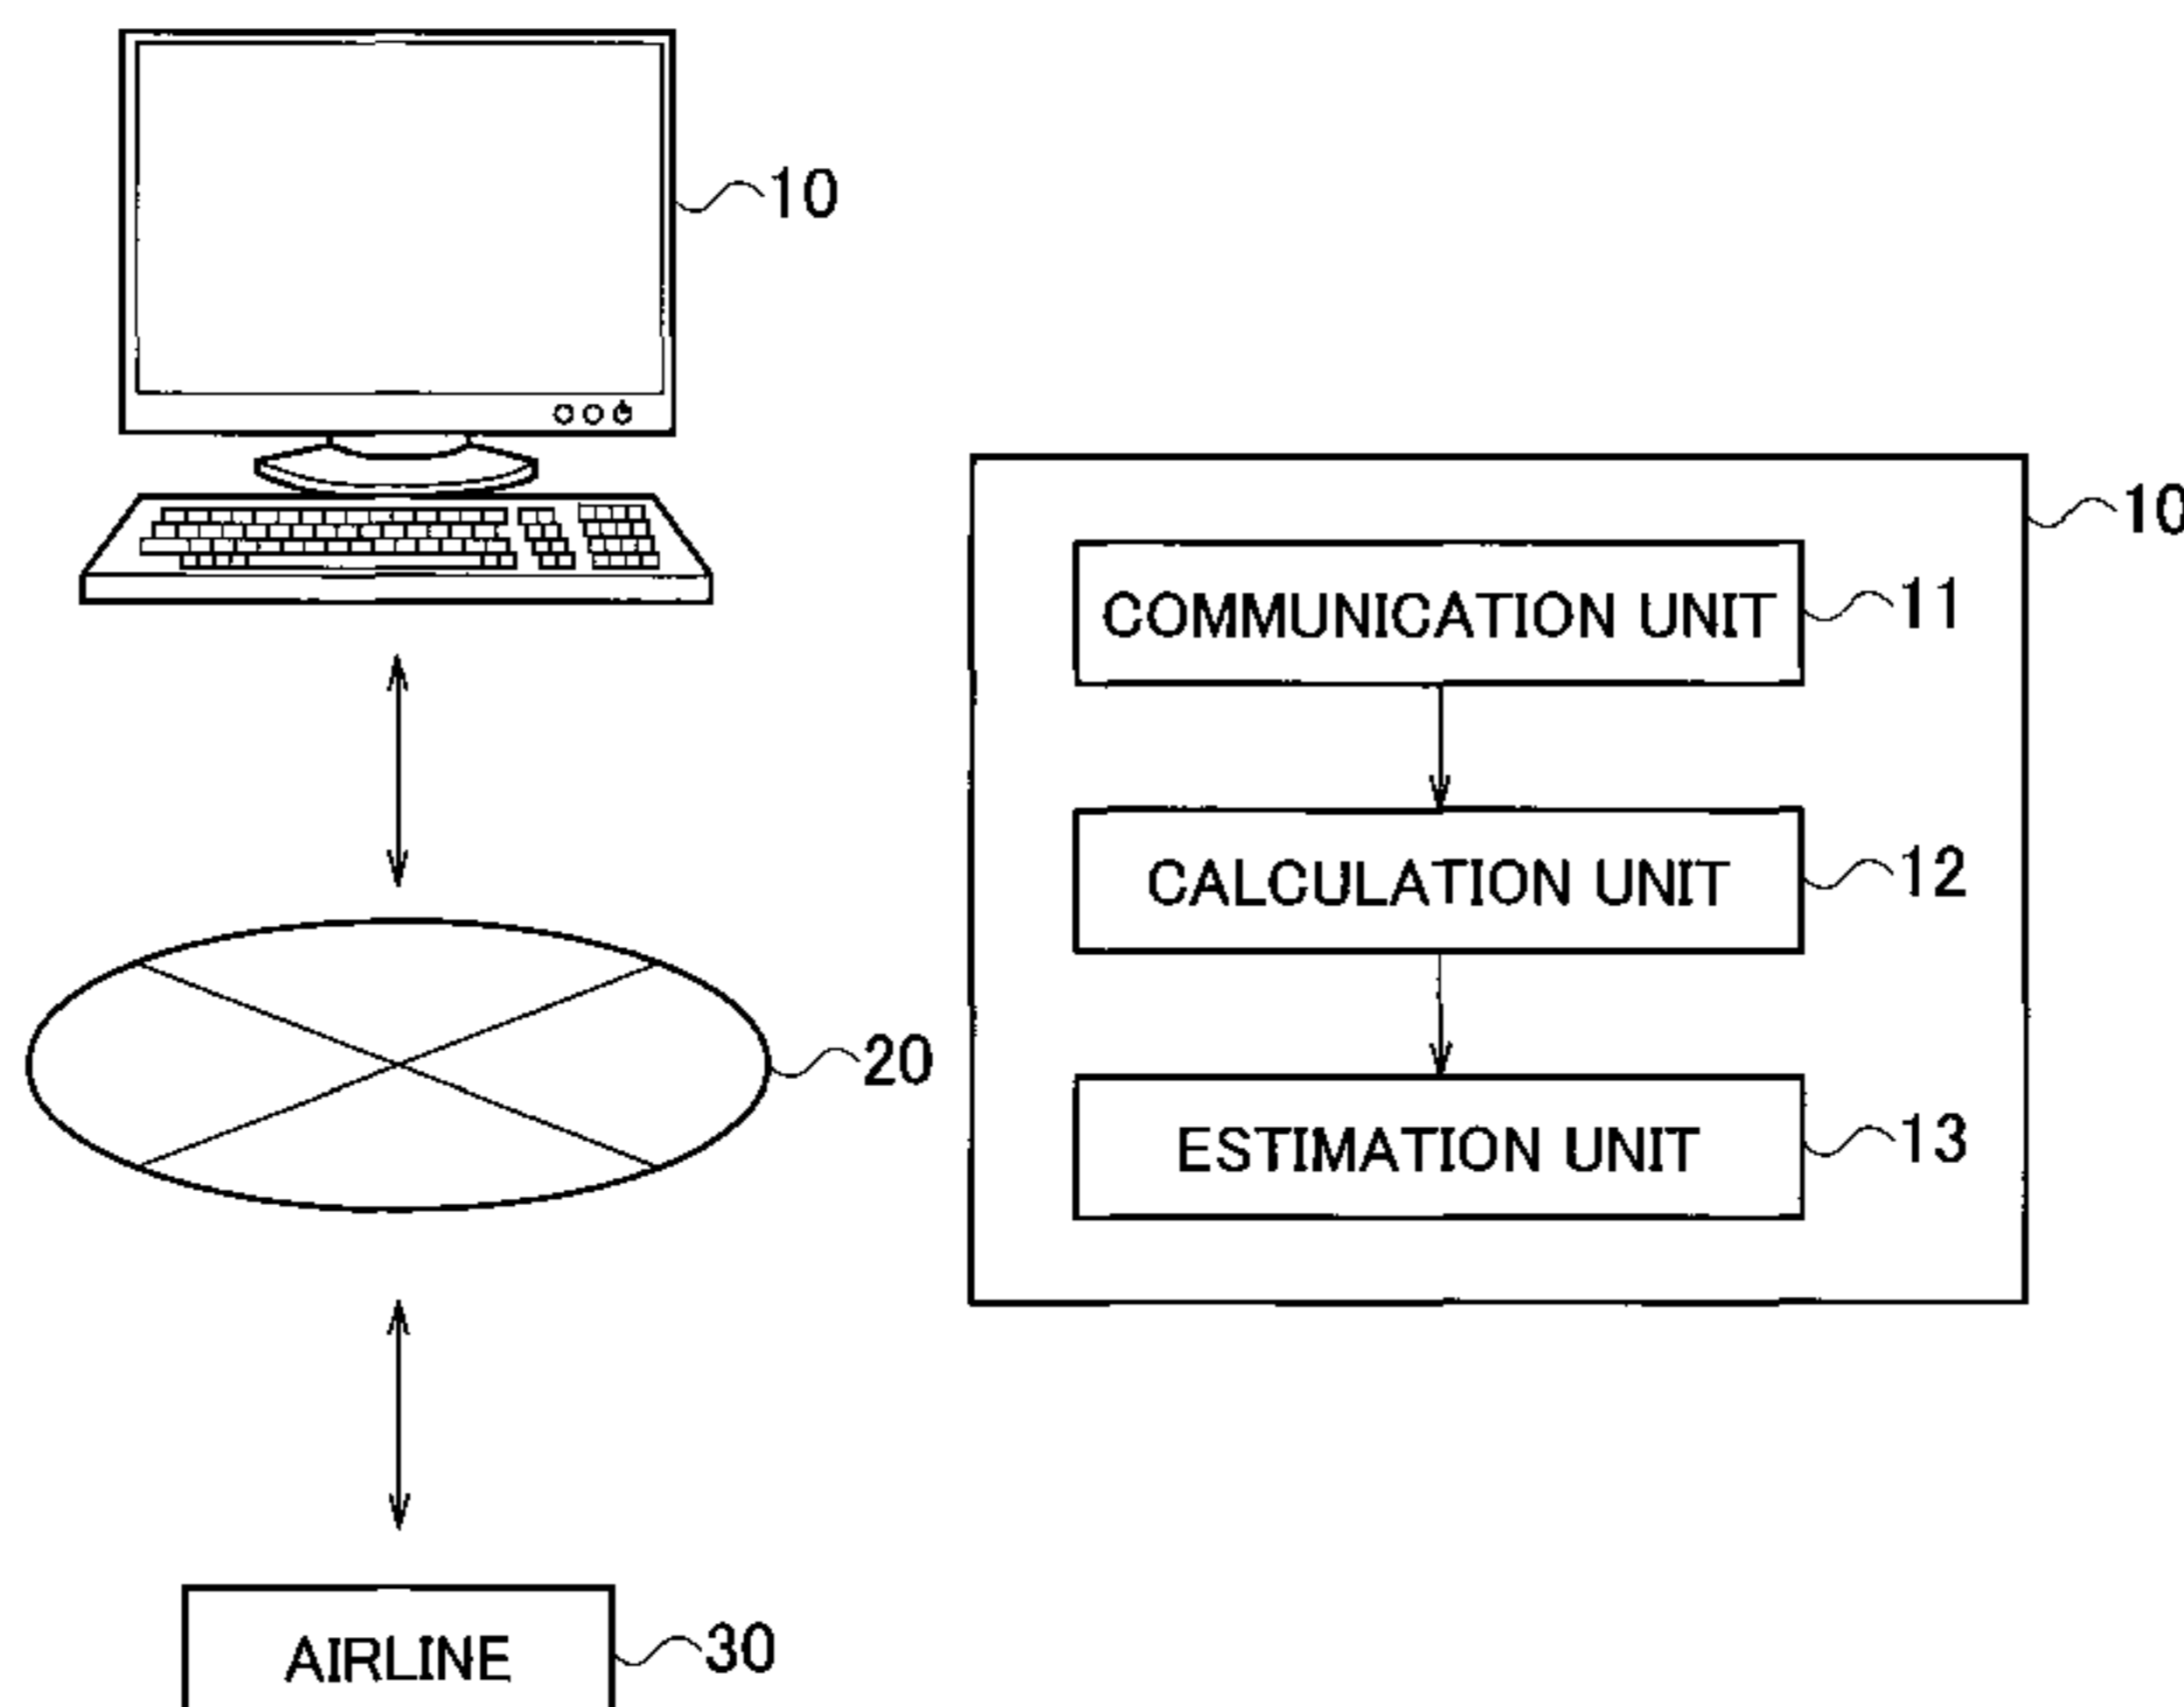 10
10
COMMUNICATION UNIT 11
CALCULATION UNIT 12
20
ESTIMATION UNIT 13
AIRLINE 30